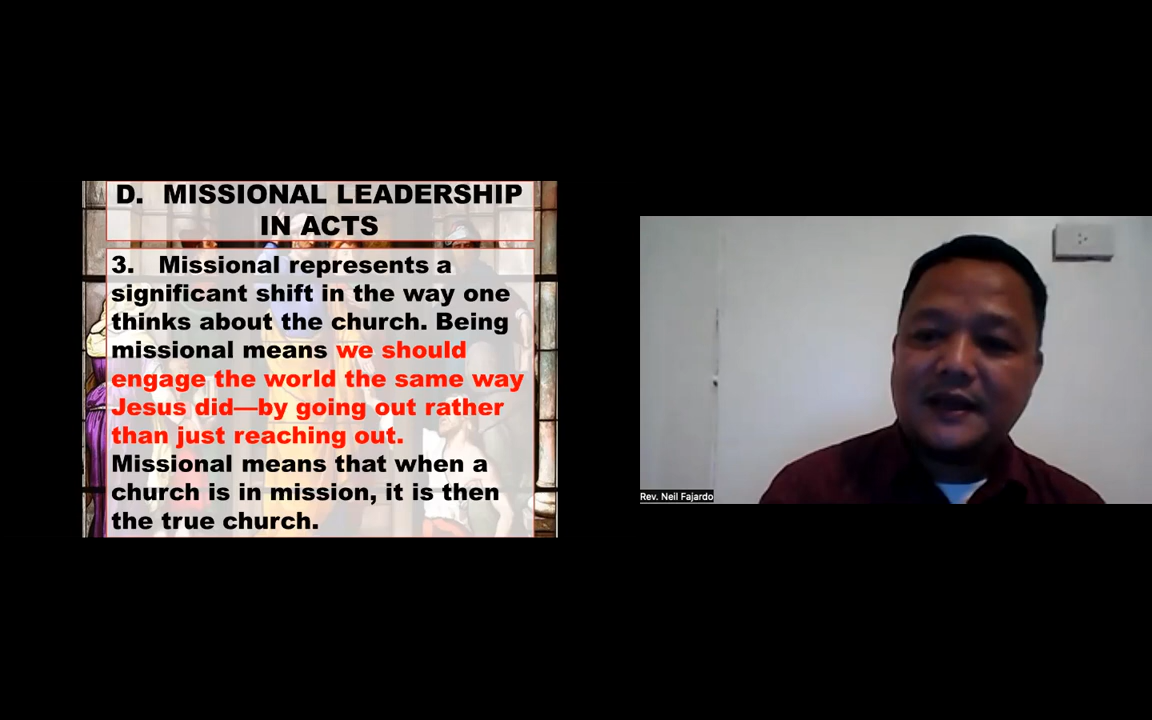 D. MISSIONAL LEADERSHIP
IN ACTS
3. Missional represents a
significant shift in the way one
thinks about the church. Being
missional means we should
engage the world the same way
Jesus did—by going out rather
than just reaching out.
Missional means that when a
church is in mission, it is then
the true church.
Rev. Neil Fajardo